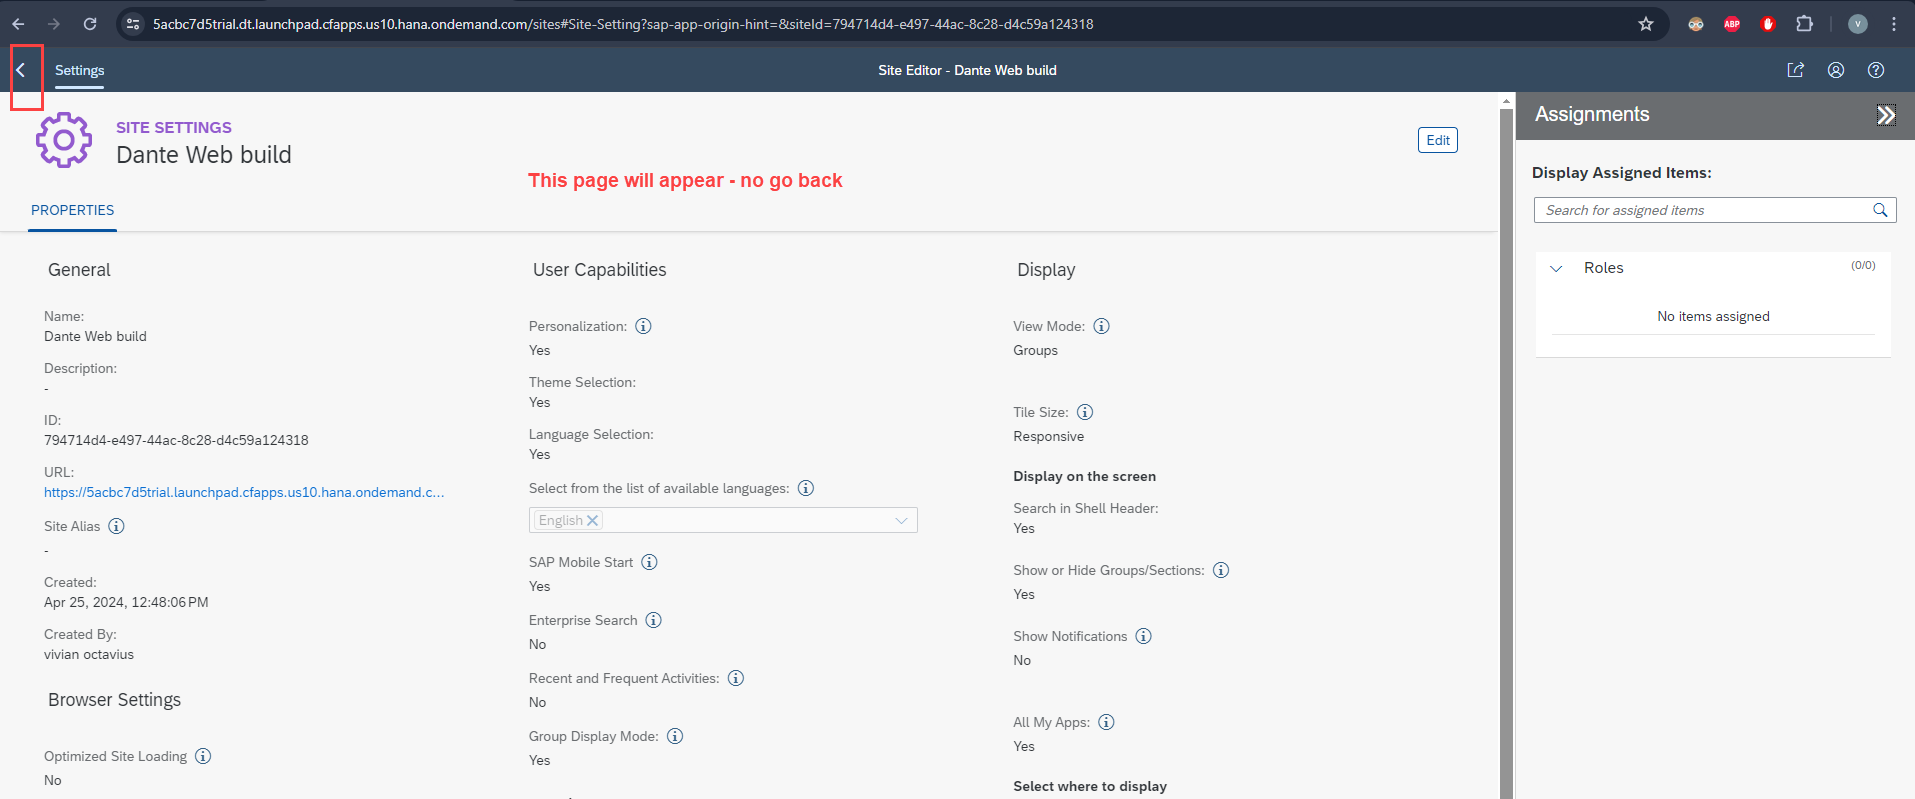 5acbc7d5trial.dt.launchpad.cfapps.us10.hana.ondemand.com/sites#Site-Setting?sap-app-origin-hint=&siteId=794714d4-e497-44ac-8c28-d4c59a124318
ABP
V
Settings
Site Editor - Dante Web build
SITE SETTINGS
Dante Web build
Edit
This page will appear - no go back
PROPERTIES
General
Name:
Dante Web build
Description:
-
ID:
794714d4-e497-44ac-8c28-d4c59a124318
URL:
https://5acbc7d5trial.launchpad.cfapps.us10.hana.ondemand.c...
Site Alias
-
Created:
Apr 25, 2024, 12:48:06 PM
Created By:
vivian octavius
Browser Settings
Optimized Site Loading
No
User Capabilities
Personalization:
Yes
Theme Selection:
Yes
Language Selection:
Yes
Select from the list of available languages:
English
SAP Mobile Start
Yes
Enterprise Search
No
Recent and Frequent Activities:
No
Group Display Mode:
Yes
Display
View Mode:
Groups
Tile Size:
Responsive
Display on the screen
Search in Shell Header:
Yes
Show or Hide Groups/Sections:
Yes
Show Notifications
No
All My Apps:
Yes
Select where to display
Assignments
Display Assigned Items:
Search for assigned items
Roles
(0/0)
No items assigned